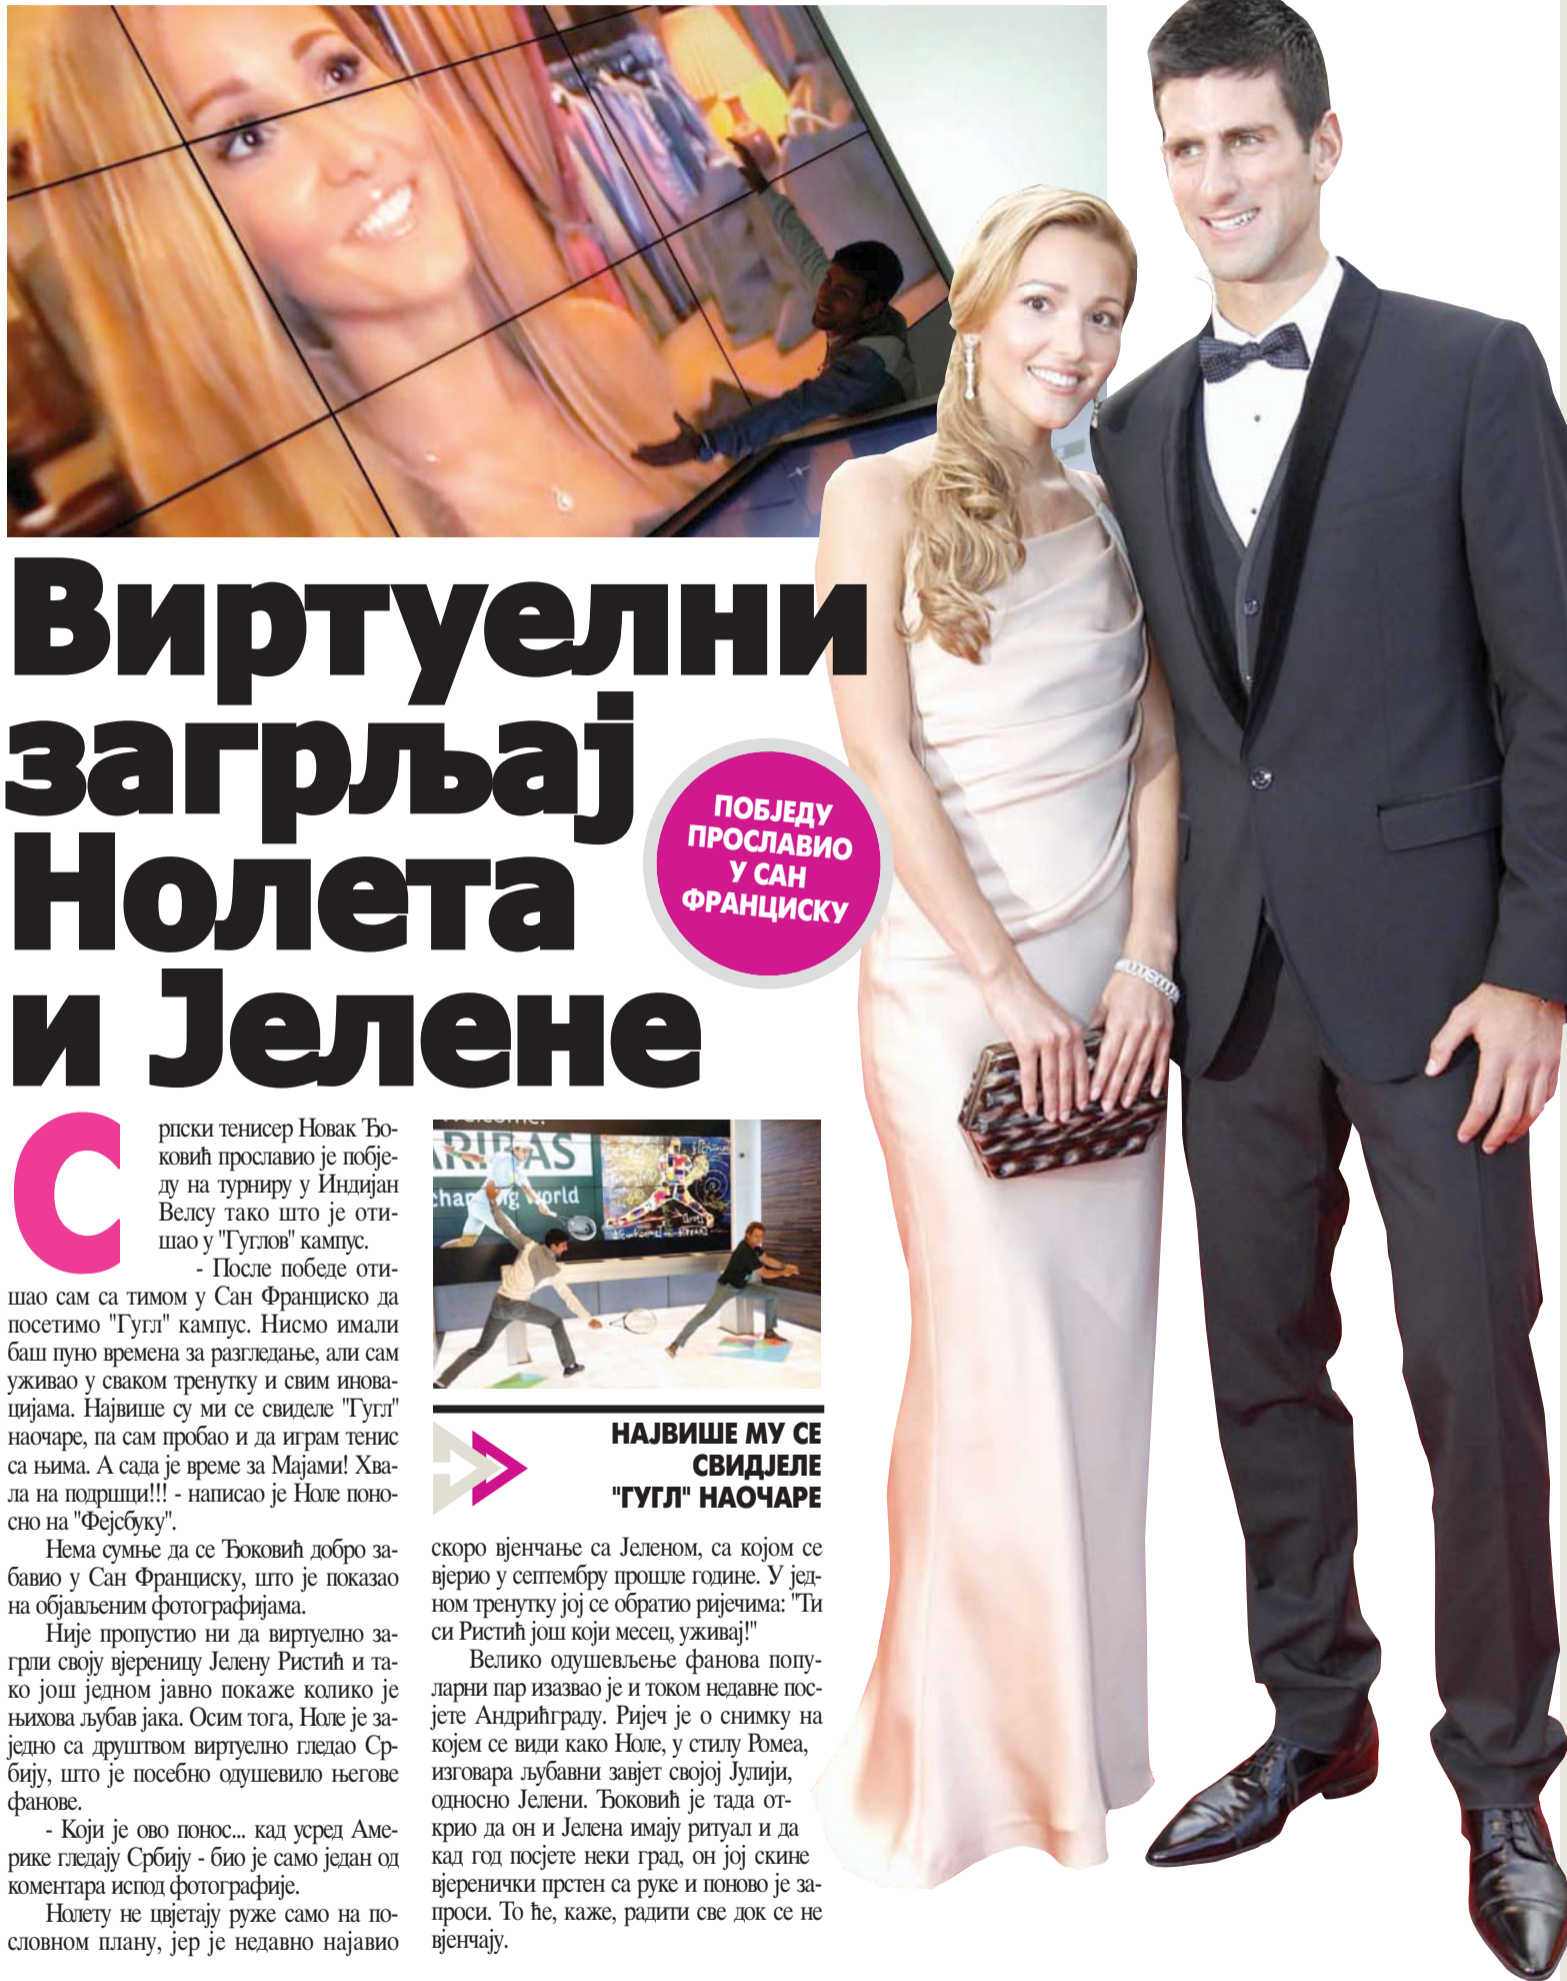 Виртуелни
загрљај
Нолета
и Јелене
ПОБЈЕДУ
ПРОСЛАВИО
У САН
ФРАНЦИСКУ
Српски тенисер Новак Ђо-
ковић прославио је побје-
ду на турниру у Индијан
Велсу тако што је оти-
шао у "Гуглов" кампус.
- После победе оти-
шао сам са тимом у Сан Франциско да
посетимо "Гугл" кампус. Нисмо имали
баш пуно времена за разгледање, али сам
уживао у сваком тренутку и свим инова-
цијама. Највише су ми се свиделе "Гугл"
наочаре, па сам пробао и да играм тенис
са њима. А сада је време за Мајами! Хва-
ла на подршци!!! - написао је Ноле поно-
сно на "Фејсбуку".
Нема сумње да се Ђоковић добро за-
бавио у Сан Франциску, што је показао
на објављеним фотографијама.
Није пропустио ни да виртуелно за-
грли своју вјереницу Јелену Ристић и та-
ко још једном јавно покаже колико је
њихова љубав јака. Осим тога, Ноле је за-
једно са друштвом виртуелно гледао Ср-
бију, што је посебно одушевило његове
фанове.
- Који је ово понос... кад усред Аме-
рике гледају Србију - био је само један од
коментара испод фотографије.
Нолету не цвјетају руже само на по-
словном плану, јер је недавно најавио
Welcome!
ARIBAS
world
НАЈВИШЕ МУ СЕ
СВИДЈЕЛЕ
"ГУГЛ" НАОЧАРЕ
скоро вјенчање са Јеленом, са којом се
вјерио у септембру прошле године. У јед-
ном тренутку јој се обратио ријечима: "Ти
си Ристић још који месец, уживај!"
Велико одушевљење фанова попу-
ларни пар изазвао је и током недавне пос-
јете Андрићграду. Ријеч је о снимку на
којем се види како Ноле, у стилу Ромеа,
изговара љубавни завјет својој Јулији,
односно Јелени. Ђоковић је тада от-
крио да он и Јелена имају ритуал и да
кад год посјете неки град, он јој скине
вјеренички прстен са руке и поново је за-
проси. То ће, каже, радити све док се не
вјенчају.